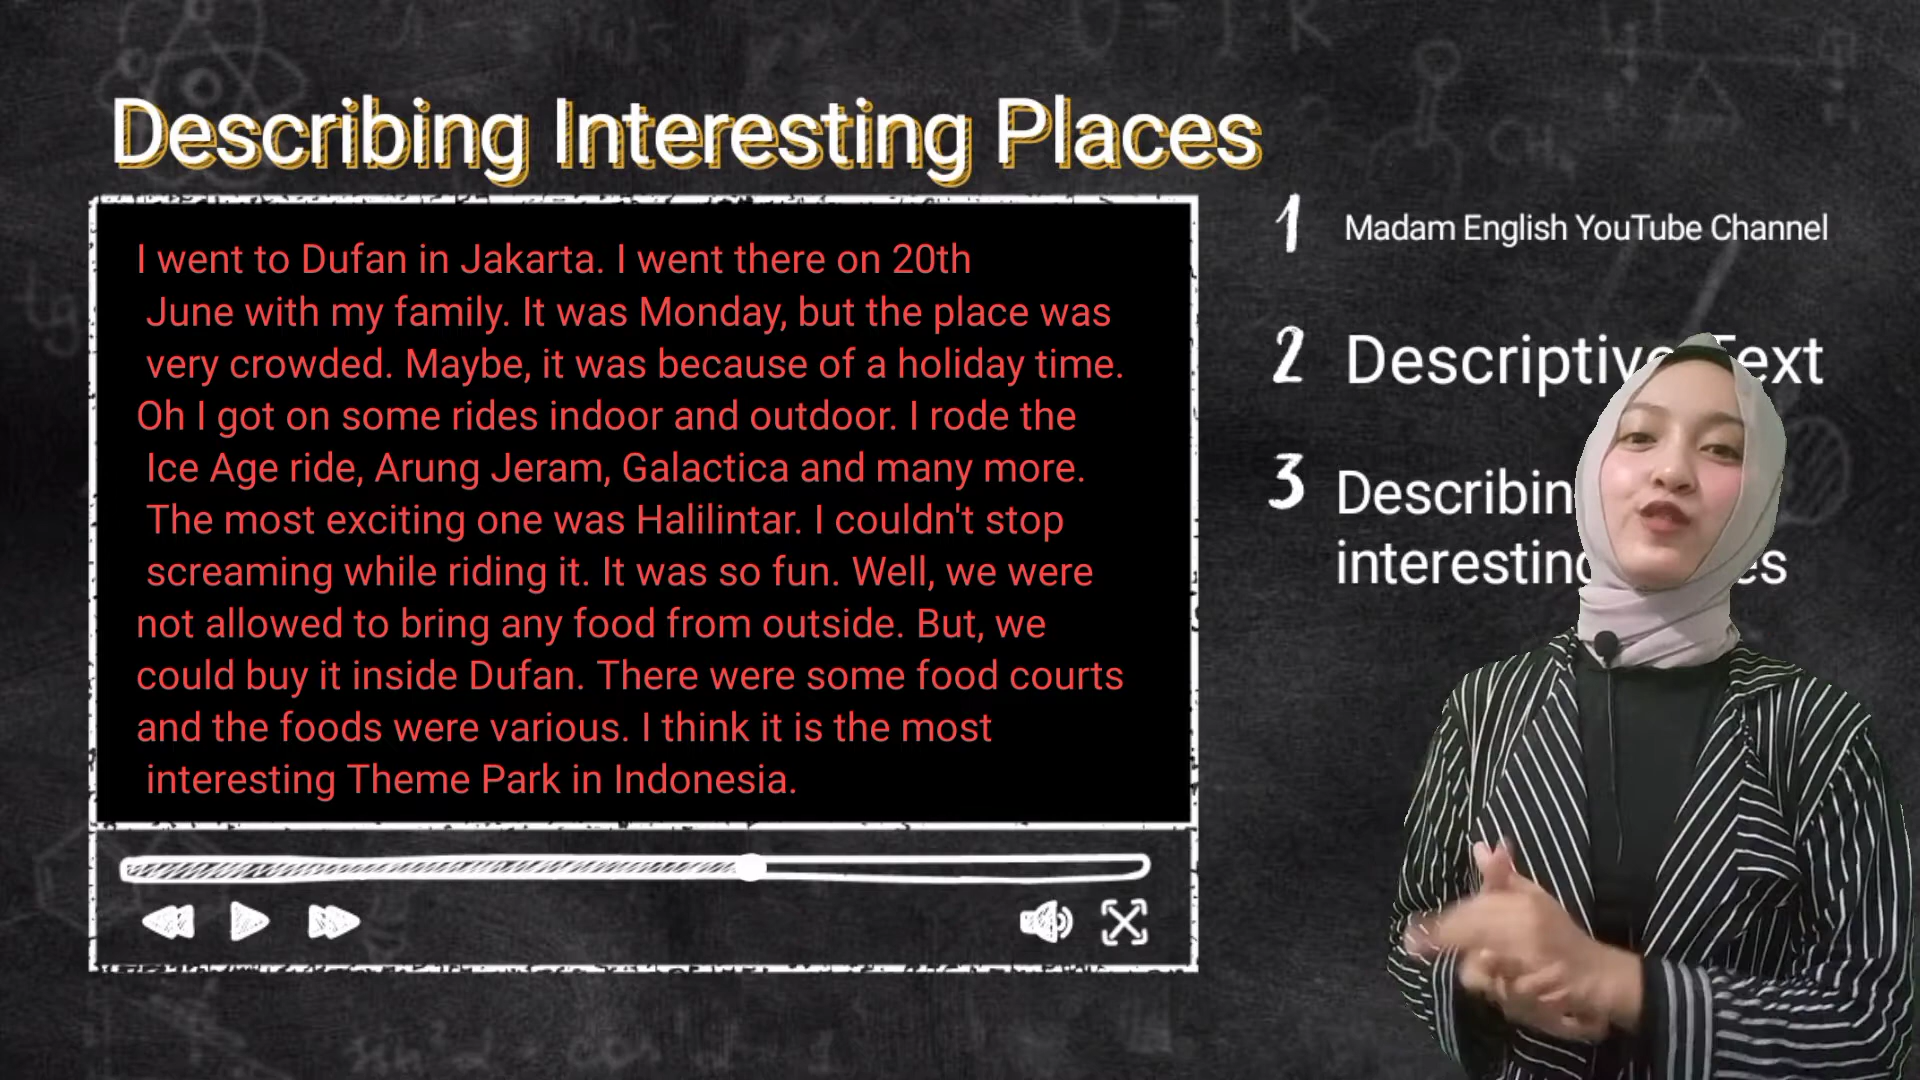 Describing Interesting Places
I went to Dufan in Jakarta. I went there on 20th
June with my family. It was Monday, but the place was
very crowded. Maybe, it was because of a holiday time.
Oh I got on some rides indoor and outdoor. I rode the
Ice Age ride, Arung Jeram, Galactica and many more.
The most exciting one was Halilintar. I couldn't stop
screaming while riding it. It was so fun. Well, we were
not allowed to bring any food from outside. But, we
could buy it inside Dufan. There were some food courts
and the foods were various. I think it is the most
interesting Theme Park in Indonesia.
1 Madam English YouTube Channel
2 Descriptive Text
3 Describin
interesting